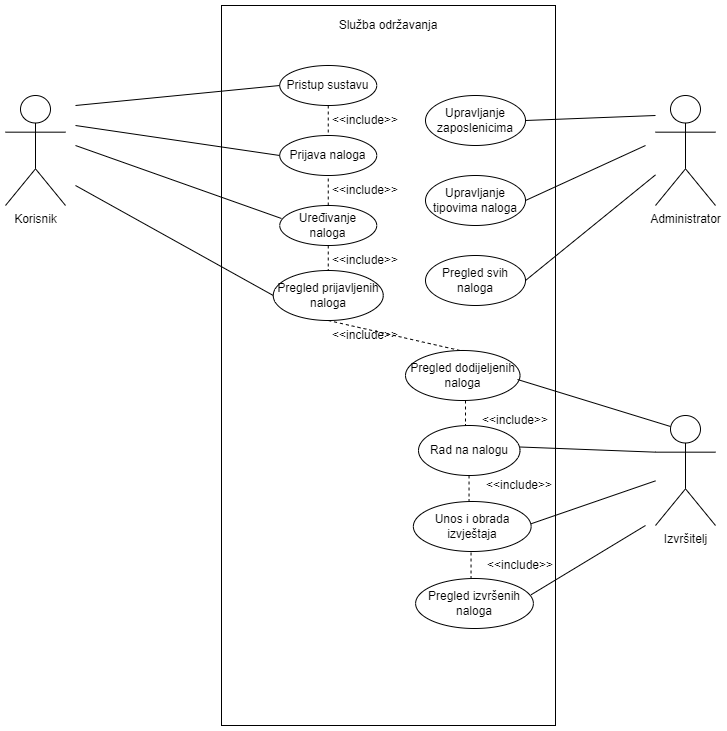 Služba održavanja
Pristup sustavu
<<include>>
Prijava naloga
<<include>>
Uređivanje
naloga
<<include>>
Pregled prijavljenih
naloga
<<include>>
Korisnik
Upravljanje
zaposlenicima
Upravljanje
tipovima naloga
Pregled svih
naloga
Administrator
Pregled dodijeljenih
naloga
<<include>>
Rad na nalogu
<<include>>
Unos i obrada
izvještaja
<<include>>
Pregled izvršenih
naloga
Izvršitelj